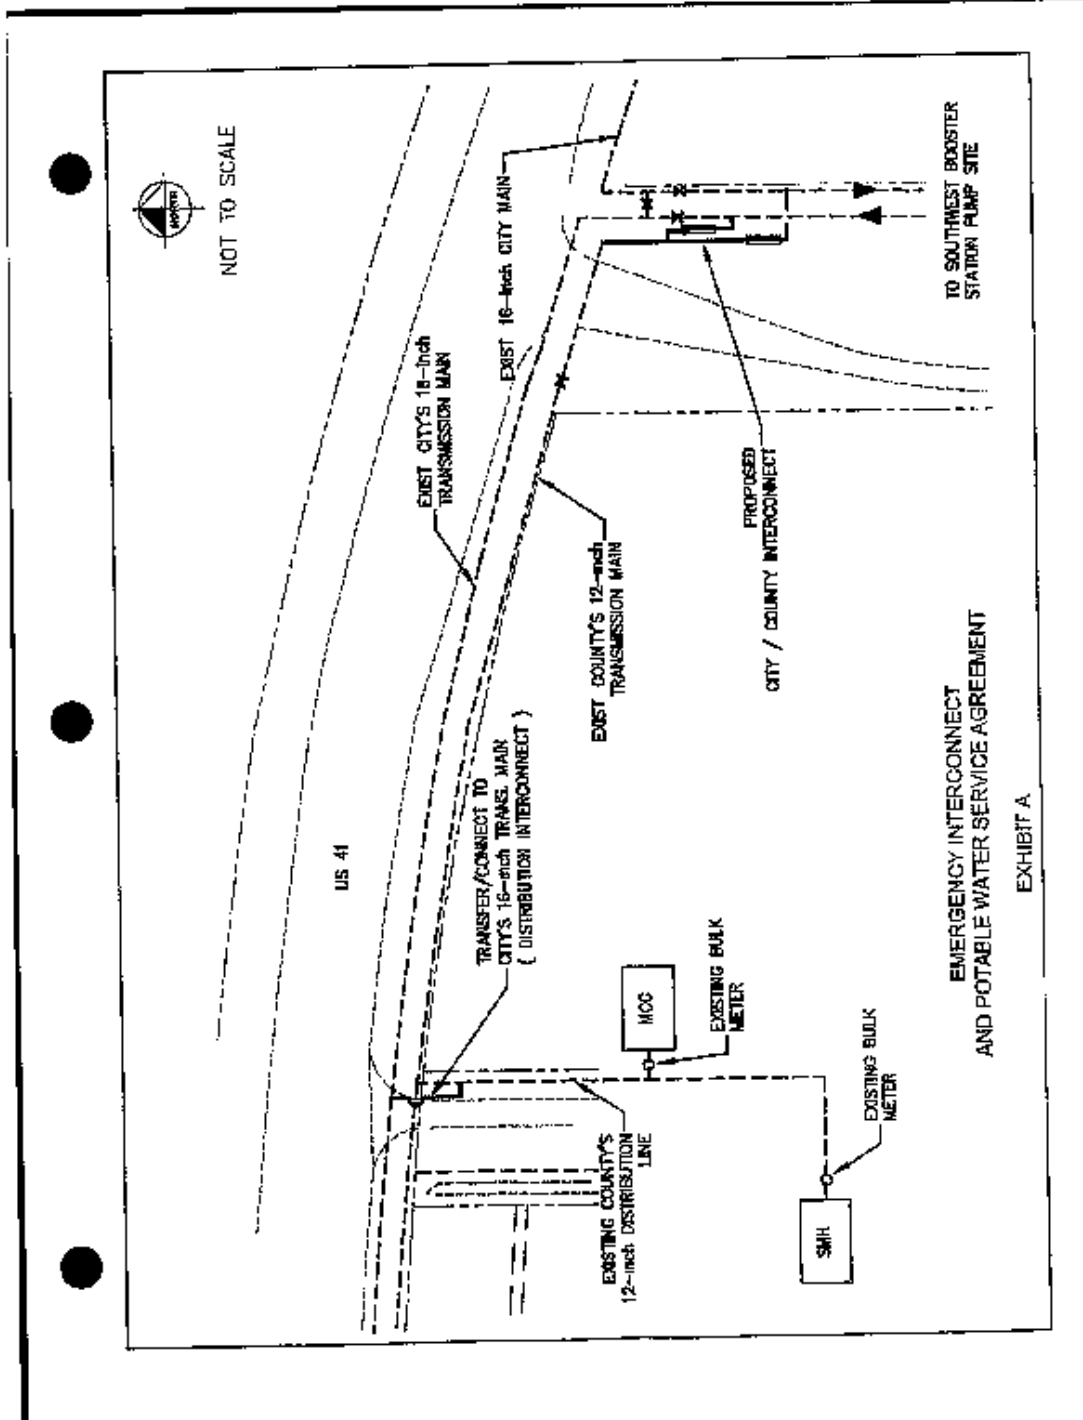 NORTH
NOT TO SCALE
US 41
EXIST 16-inch CITY MAIN
EXIST CITY'S 16-inch
TRANSMISSION MAIN
TRANSFER/CONNECT TO
CITY'S 16-inch TRANS. MAIN
( DISTRIBUTION INTERCONNECT )
EXIST COUNTY'S 12-inch
TRANSMISSION MAIN
TO SOUTHWEST BOOSTER
STATION PUMP SITE
PROPOSED
CITY / COUNTY INTERCONNECT
EXISTING COUNTY'S
12-inch DISTRIBUTION
LINE
MCC
EXISTING BULK
METER
SMH
EXISTING BULK
METER
EMERGENCY INTERCONNECT
AND POTABLE WATER SERVICE AGREEMENT
EXHIBIT A